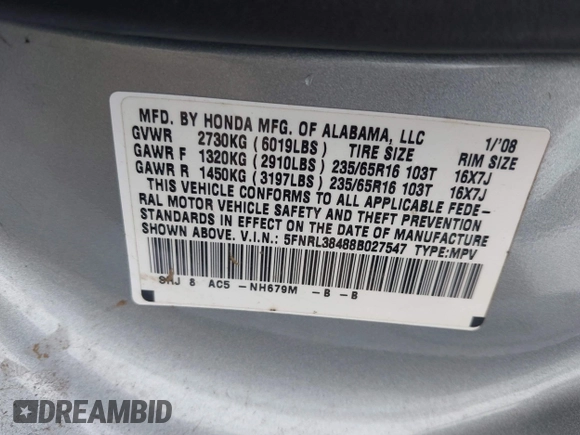 MFD. BY HONDA MFG. OF ALABAMA, LLC 1/'08
GVWR 2730KG (6019LBS) TIRE SIZE RIM SIZE
GAWR F 1320KG (2910LBS) 235/65R16 103T 16X7J
GAWR R 1450KG (3197LBS) 235/65R16 103T 16X7J
THIS VEHICLE CONFORMS TO ALL APPLICABLE FEDE-
RAL MOTOR VEHICLE SAFETY AND THEFT PREVENTION
STANDARDS IN EFFECT ON THE DATE OF MANUFACTURE
SHOWN ABOVE. V.I.N.: 5FNRL38488B027547 TYPE:MPV
8 AC5 -NH679M -B -B
DREAMBID